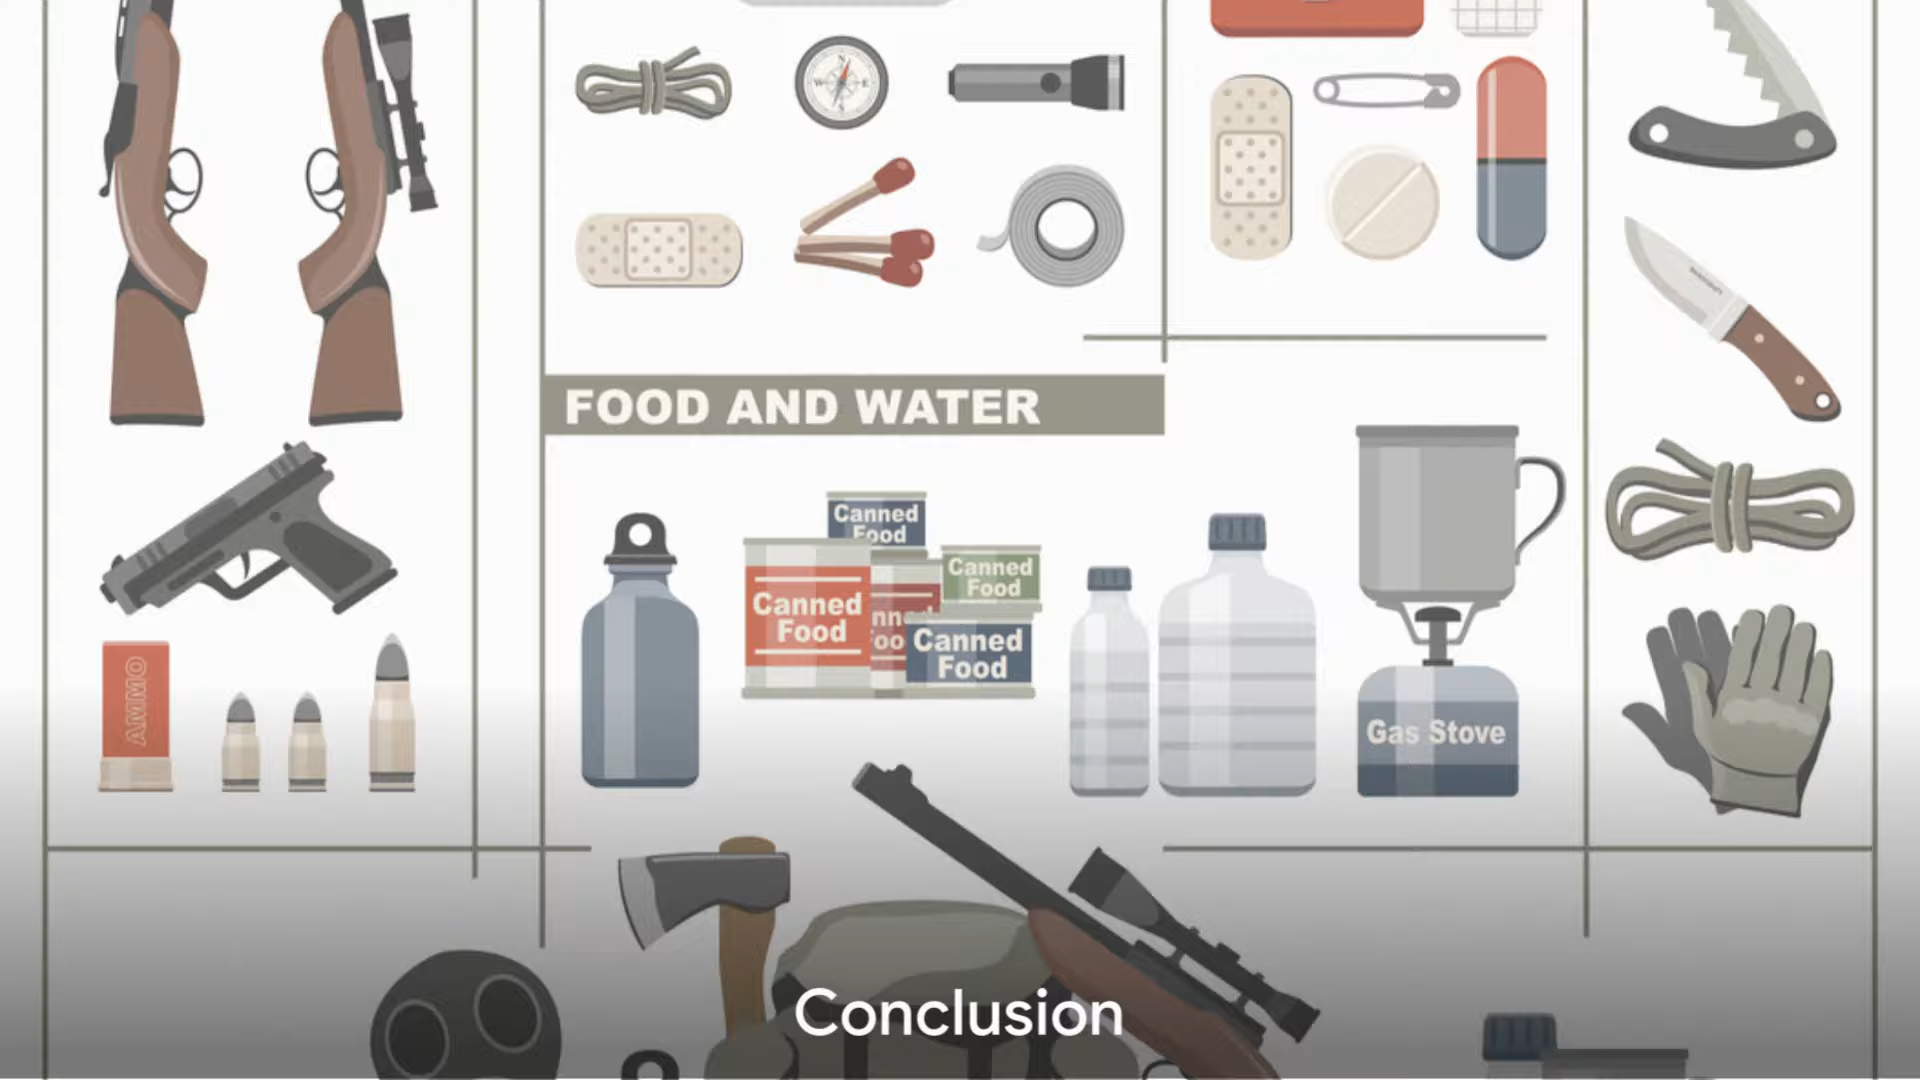 N
W
E
FOOD AND WATER
Canned
Food
Canned
Food
Canned
Food
Canned
Food
Gas Stove
AMMO
Conclusion